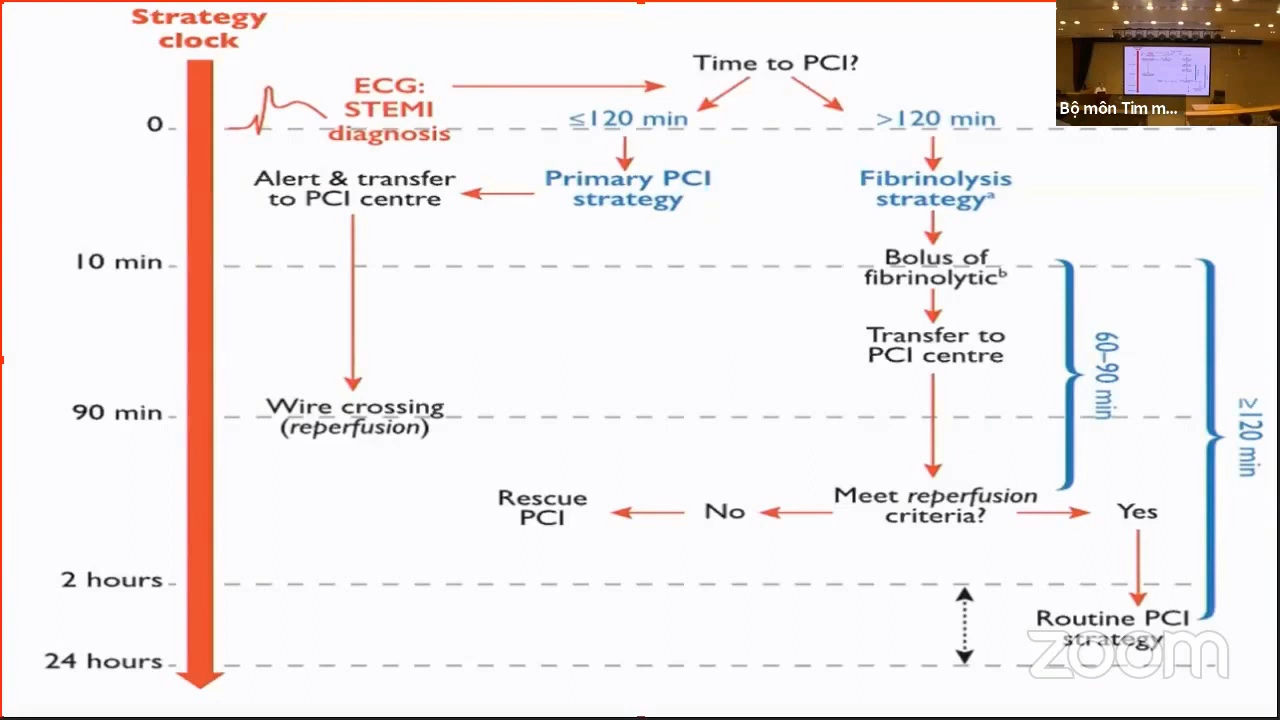 Strategy
clock
Time to PCI?
ECG:
STEMI
diagnosis
0
≤120 min
>120 min
Bộ môn Tim m...
Alert & transfer
to PCI centre
Primary PCI
strategy
Fibrinolysis
strategyᵃ
10 min
Bolus of
fibrinolyticᵇ
Transfer to
PCI centre
60–90 min
90 min
Wire crossing
(reperfusion)
≥120 min
Rescue
PCI
No
Meet reperfusion
criteria?
Yes
2 hours
Routine PCI
strategy
24 hours
zoom